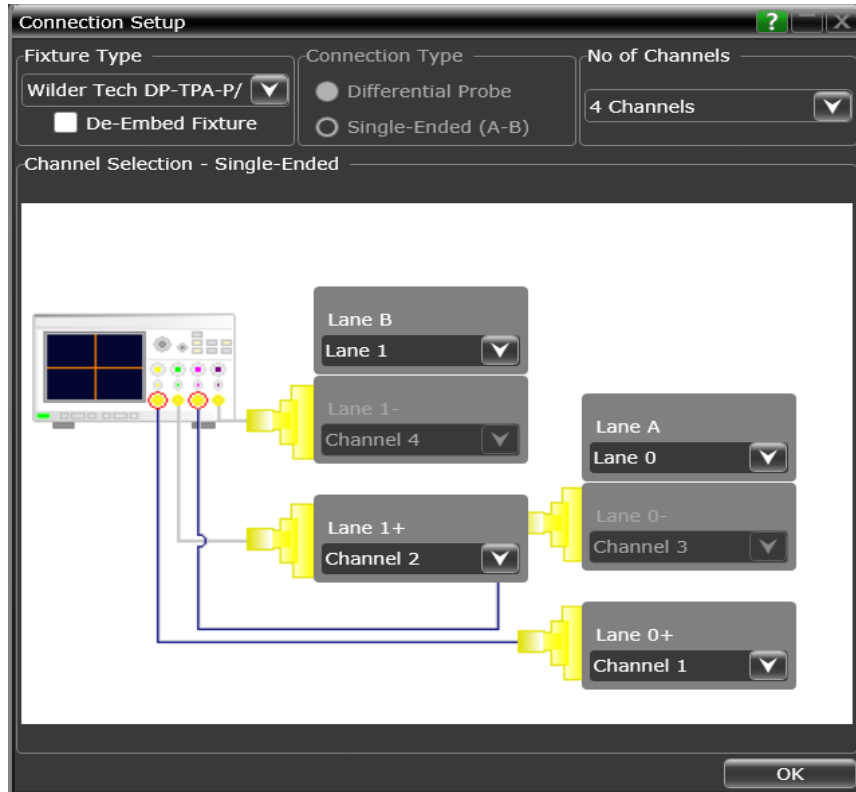 Connection Setup
?
Fixture Type
Wilder Tech DP-TPA-P/
De-Embed Fixture
Connection Type
Differential Probe
Single-Ended (A-B)
No of Channels
4 Channels
Channel Selection - Single-Ended
Lane B
Lane 1
Lane 1-
Channel 4
Lane A
Lane 0
Lane 0-
Channel 3
Lane 1+
Channel 2
Lane 0+
Channel 1
OK